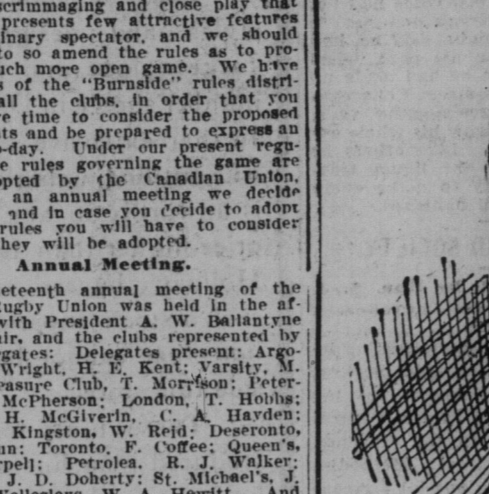 scrimmaging and close play that
presents few attractive features
inary spectator, and we should
to so amend the rules as to pro-
uch more open game. We have
s of the "Burnside" rules distri-
all the clubs, in order that you
e time to consider the proposed
ts and be prepared to express an
o-day. Under our present regu-
e rules governing the game are
opted by the Canadian Union,
an annual meeting we decide
and in case you decide to adopt
rules you will have to consider
hey will be adopted.
Annual Meeting.
eteenth annual meeting of the
Rugby Union was held in the af-
with President A. W. Ballantyne
air, and the clubs represented by
gates: Delegates present: Argo-
Wright, H. E. Kent; Varsity, M.
easure Club, T. Morrison; Peter-
McPherson; London, T. Hobbs;
H. McGiverin, C. A. Hayden;
Kingston, W. Reid; Deseronto,
un; Toronto, F. Coffee; Queen's,
rpell; Petrolea, R. J. Walker;
J. D. Doherty; St. Michael's, J.
W. A. Hewitt. And